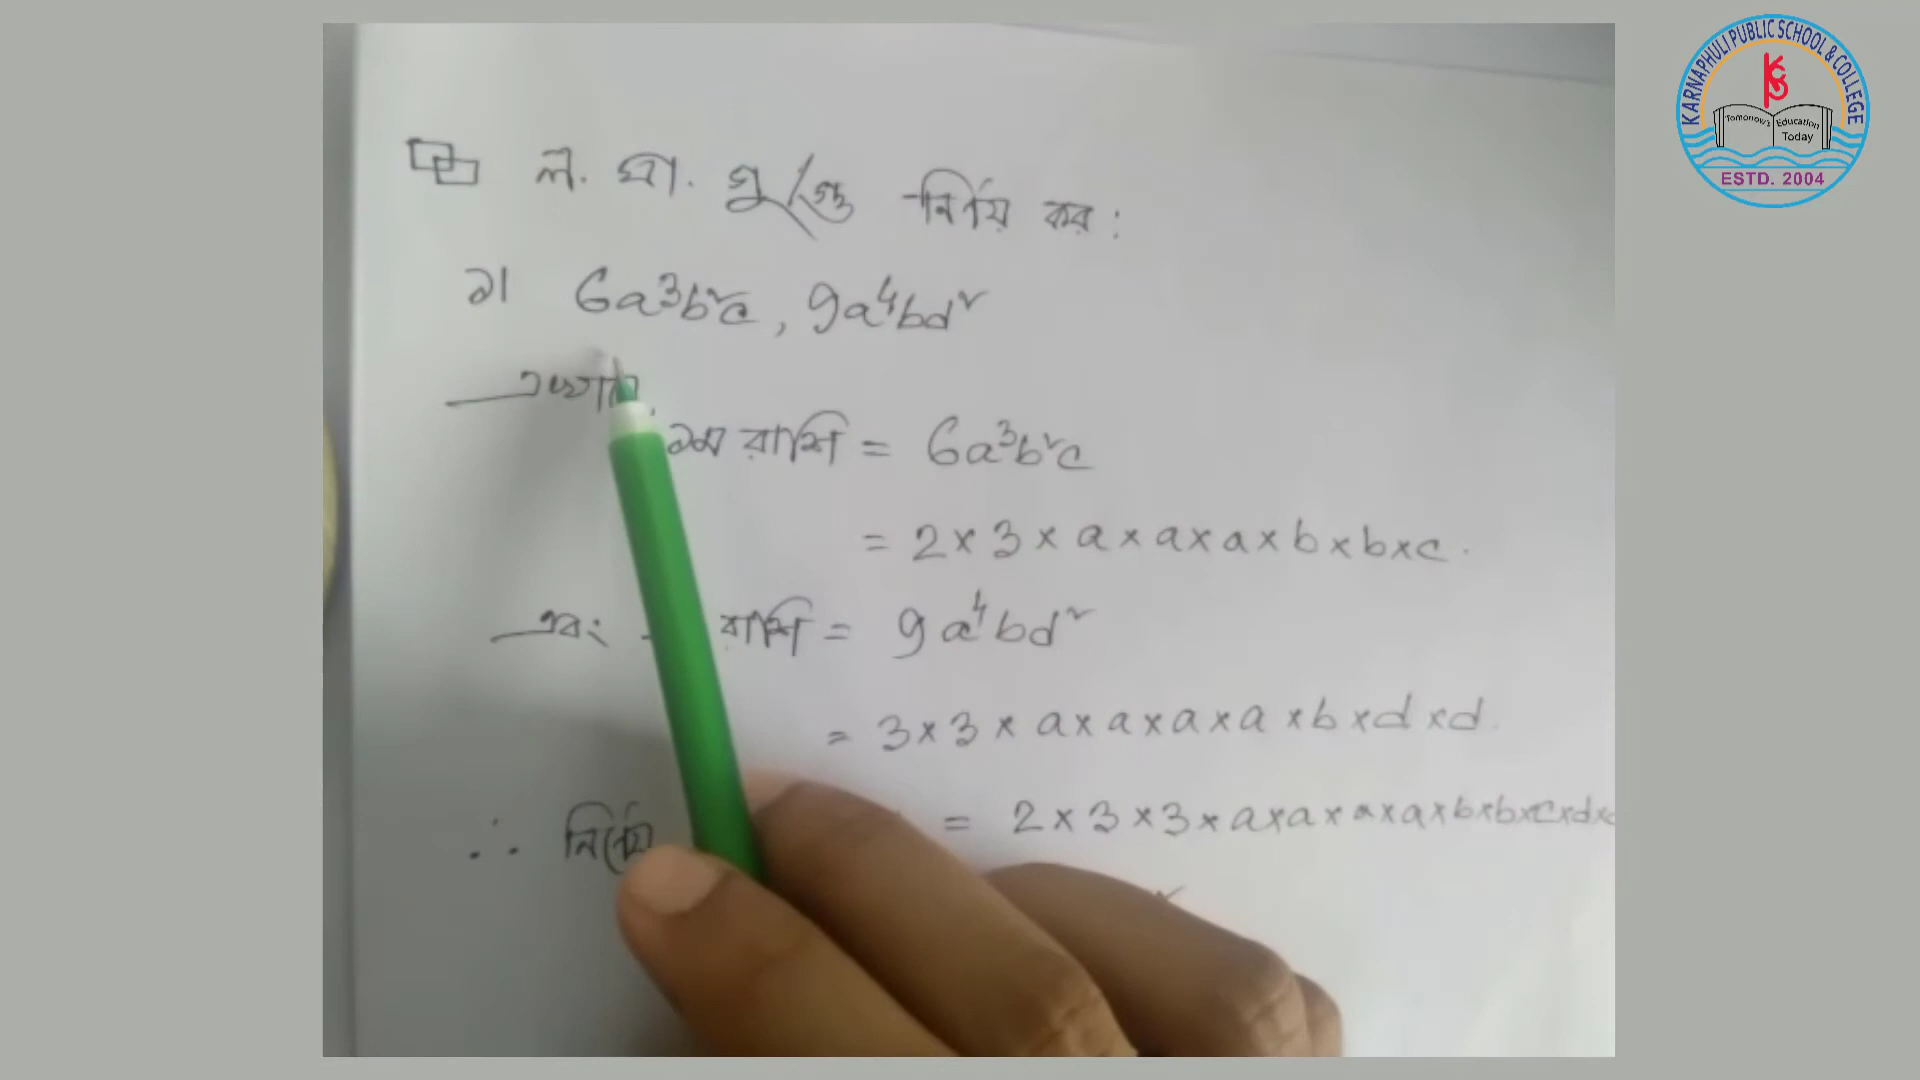 KARNAPHULI PUBLIC SCHOOL & COLLEGE
Tomorrow's Education Today
ESTD. 2004
ল. সা. গু নির্ণয় কর:
১। 6a³b²c, 9a⁴bd²
১ম রাশি = 6a³b²c
= 2×3×a×a×a×b×b×c.
এবং রাশি = 9a⁴bd²
= 3×3×a×a×a×a×b×d×d.
∴ = 2×3×3×a×a×a×a×b×b×c×d×